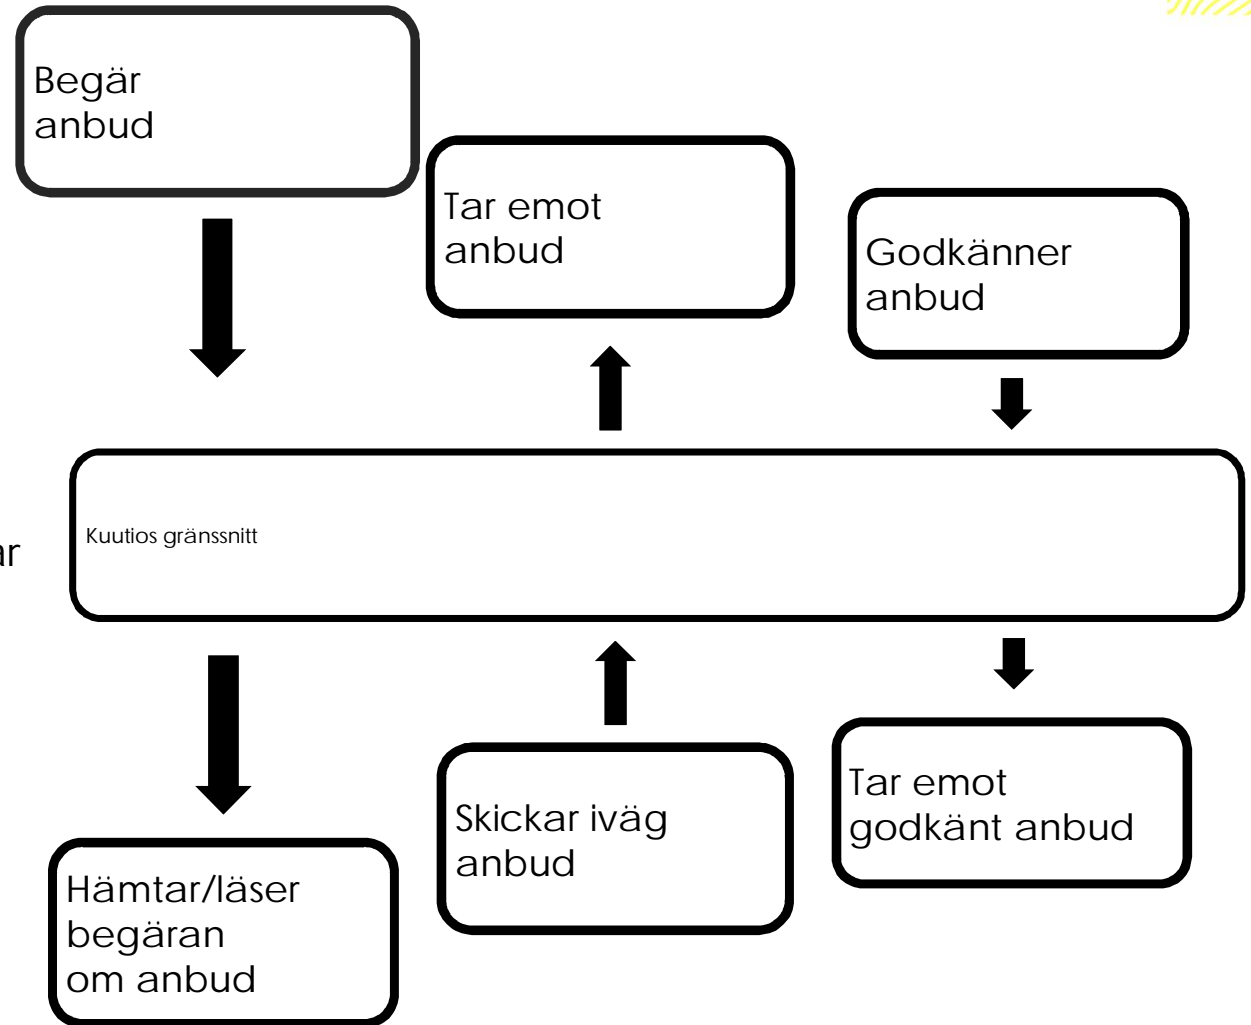 Begär
anbud
Tar emot
anbud
Godkänner
anbud
Kuutios gränssnitt
ar
Hämtar/läser
begäran
om anbud
Skickar iväg
anbud
Tar emot
godkänt anbud